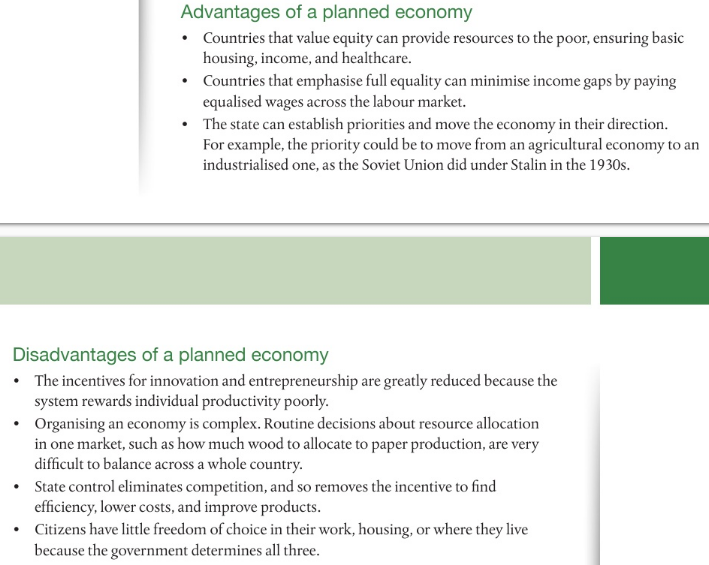 Advantages of a planned economy
• Countries that value equity can provide resources to the poor, ensuring basic
housing, income, and healthcare.
• Countries that emphasise full equality can minimise income gaps by paying
equalised wages across the labour market.
• The state can establish priorities and move the economy in their direction.
For example, the priority could be to move from an agricultural economy to an
industrialised one, as the Soviet Union did under Stalin in the 1930s.
Disadvantages of a planned economy
• The incentives for innovation and entrepreneurship are greatly reduced because the
system rewards individual productivity poorly.
• Organising an economy is complex. Routine decisions about resource allocation
in one market, such as how much wood to allocate to paper production, are very
difficult to balance across a whole country.
• State control eliminates competition, and so removes the incentive to find
efficiency, lower costs, and improve products.
• Citizens have little freedom of choice in their work, housing, or where they live
because the government determines all three.